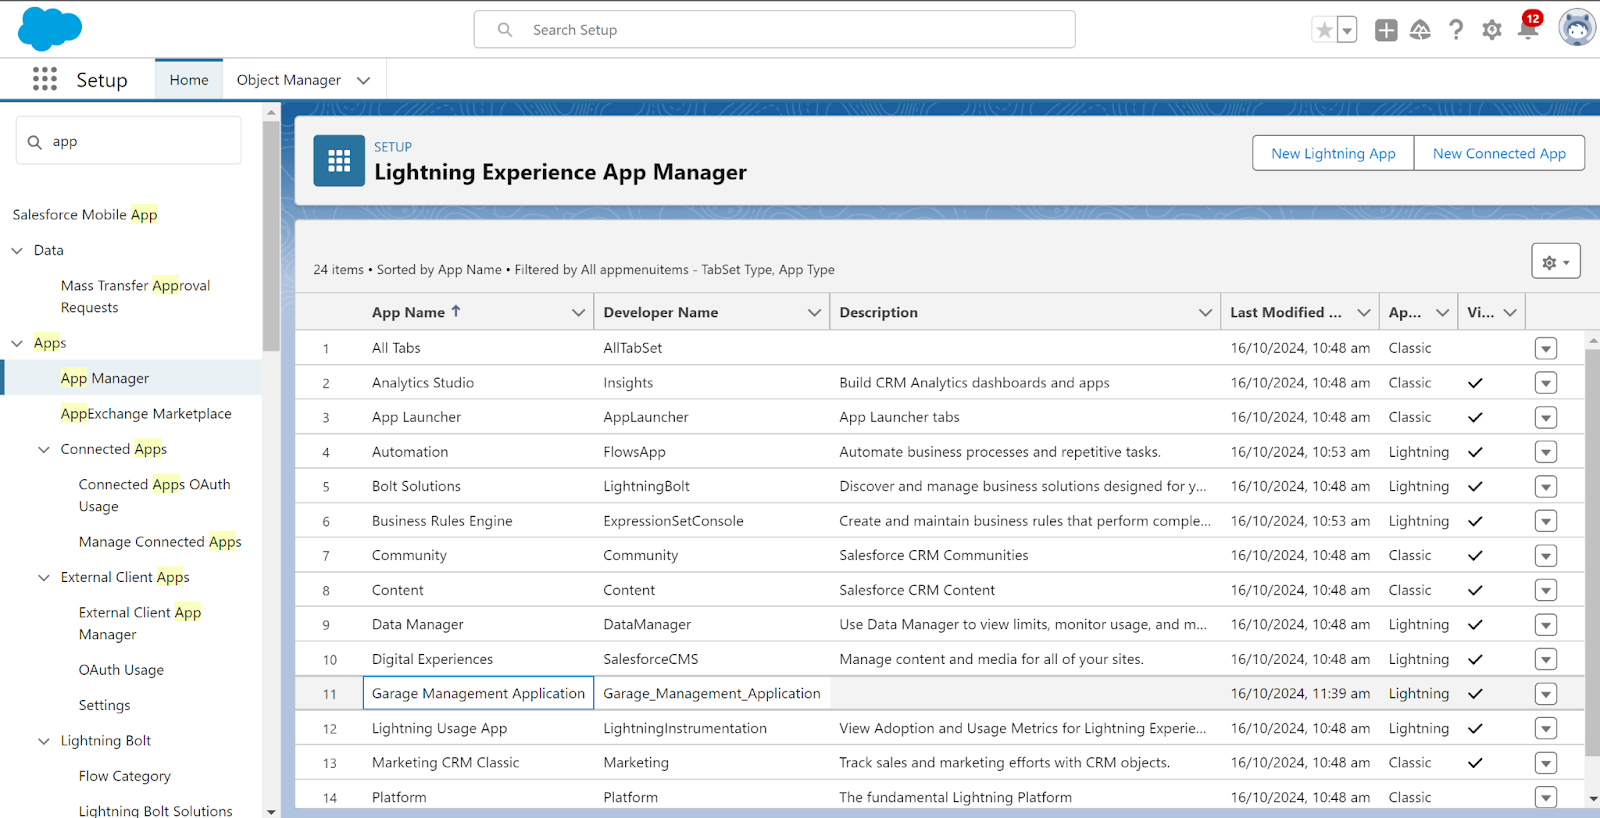 Search Setup
12
Setup
Home
Object Manager
app
Salesforce Mobile App
Data
Mass Transfer Approval
Requests
Apps
App Manager
AppExchange Marketplace
Connected Apps
Connected Apps OAuth
Usage
Manage Connected Apps
External Client Apps
External Client App
Manager
OAuth Usage
Settings
Lightning Bolt
Flow Category
Lightning Bolt Solutions
SETUP
Lightning Experience App Manager
New Lightning App
New Connected App
24 items • Sorted by App Name • Filtered by All appmenuitems - TabSet Type, App Type
App Name ↑ Developer Name Description Last Modified ... Ap... Vi...
1 All Tabs AllTabSet 16/10/2024, 10:48 am Classic
2 Analytics Studio Insights Build CRM Analytics dashboards and apps 16/10/2024, 10:48 am Classic ✓
3 App Launcher AppLauncher App Launcher tabs 16/10/2024, 10:48 am Classic ✓
4 Automation FlowsApp Automate business processes and repetitive tasks. 16/10/2024, 10:53 am Lightning ✓
5 Bolt Solutions LightningBolt Discover and manage business solutions designed for y... 16/10/2024, 10:48 am Lightning ✓
6 Business Rules Engine ExpressionSetConsole Create and maintain business rules that perform comple... 16/10/2024, 10:53 am Lightning ✓
7 Community Community Salesforce CRM Communities 16/10/2024, 10:48 am Classic ✓
8 Content Content Salesforce CRM Content 16/10/2024, 10:48 am Classic ✓
9 Data Manager DataManager Use Data Manager to view limits, monitor usage, and m... 16/10/2024, 10:48 am Lightning ✓
10 Digital Experiences SalesforceCMS Manage content and media for all of your sites. 16/10/2024, 10:48 am Lightning ✓
11 Garage Management Application Garage_Management_Application 16/10/2024, 11:39 am Lightning ✓
12 Lightning Usage App LightningInstrumentation View Adoption and Usage Metrics for Lightning Experie... 16/10/2024, 10:48 am Lightning ✓
13 Marketing CRM Classic Marketing Track sales and marketing efforts with CRM objects. 16/10/2024, 10:48 am Classic ✓
14 Platform Platform The fundamental Lightning Platform 16/10/2024, 10:48 am Classic